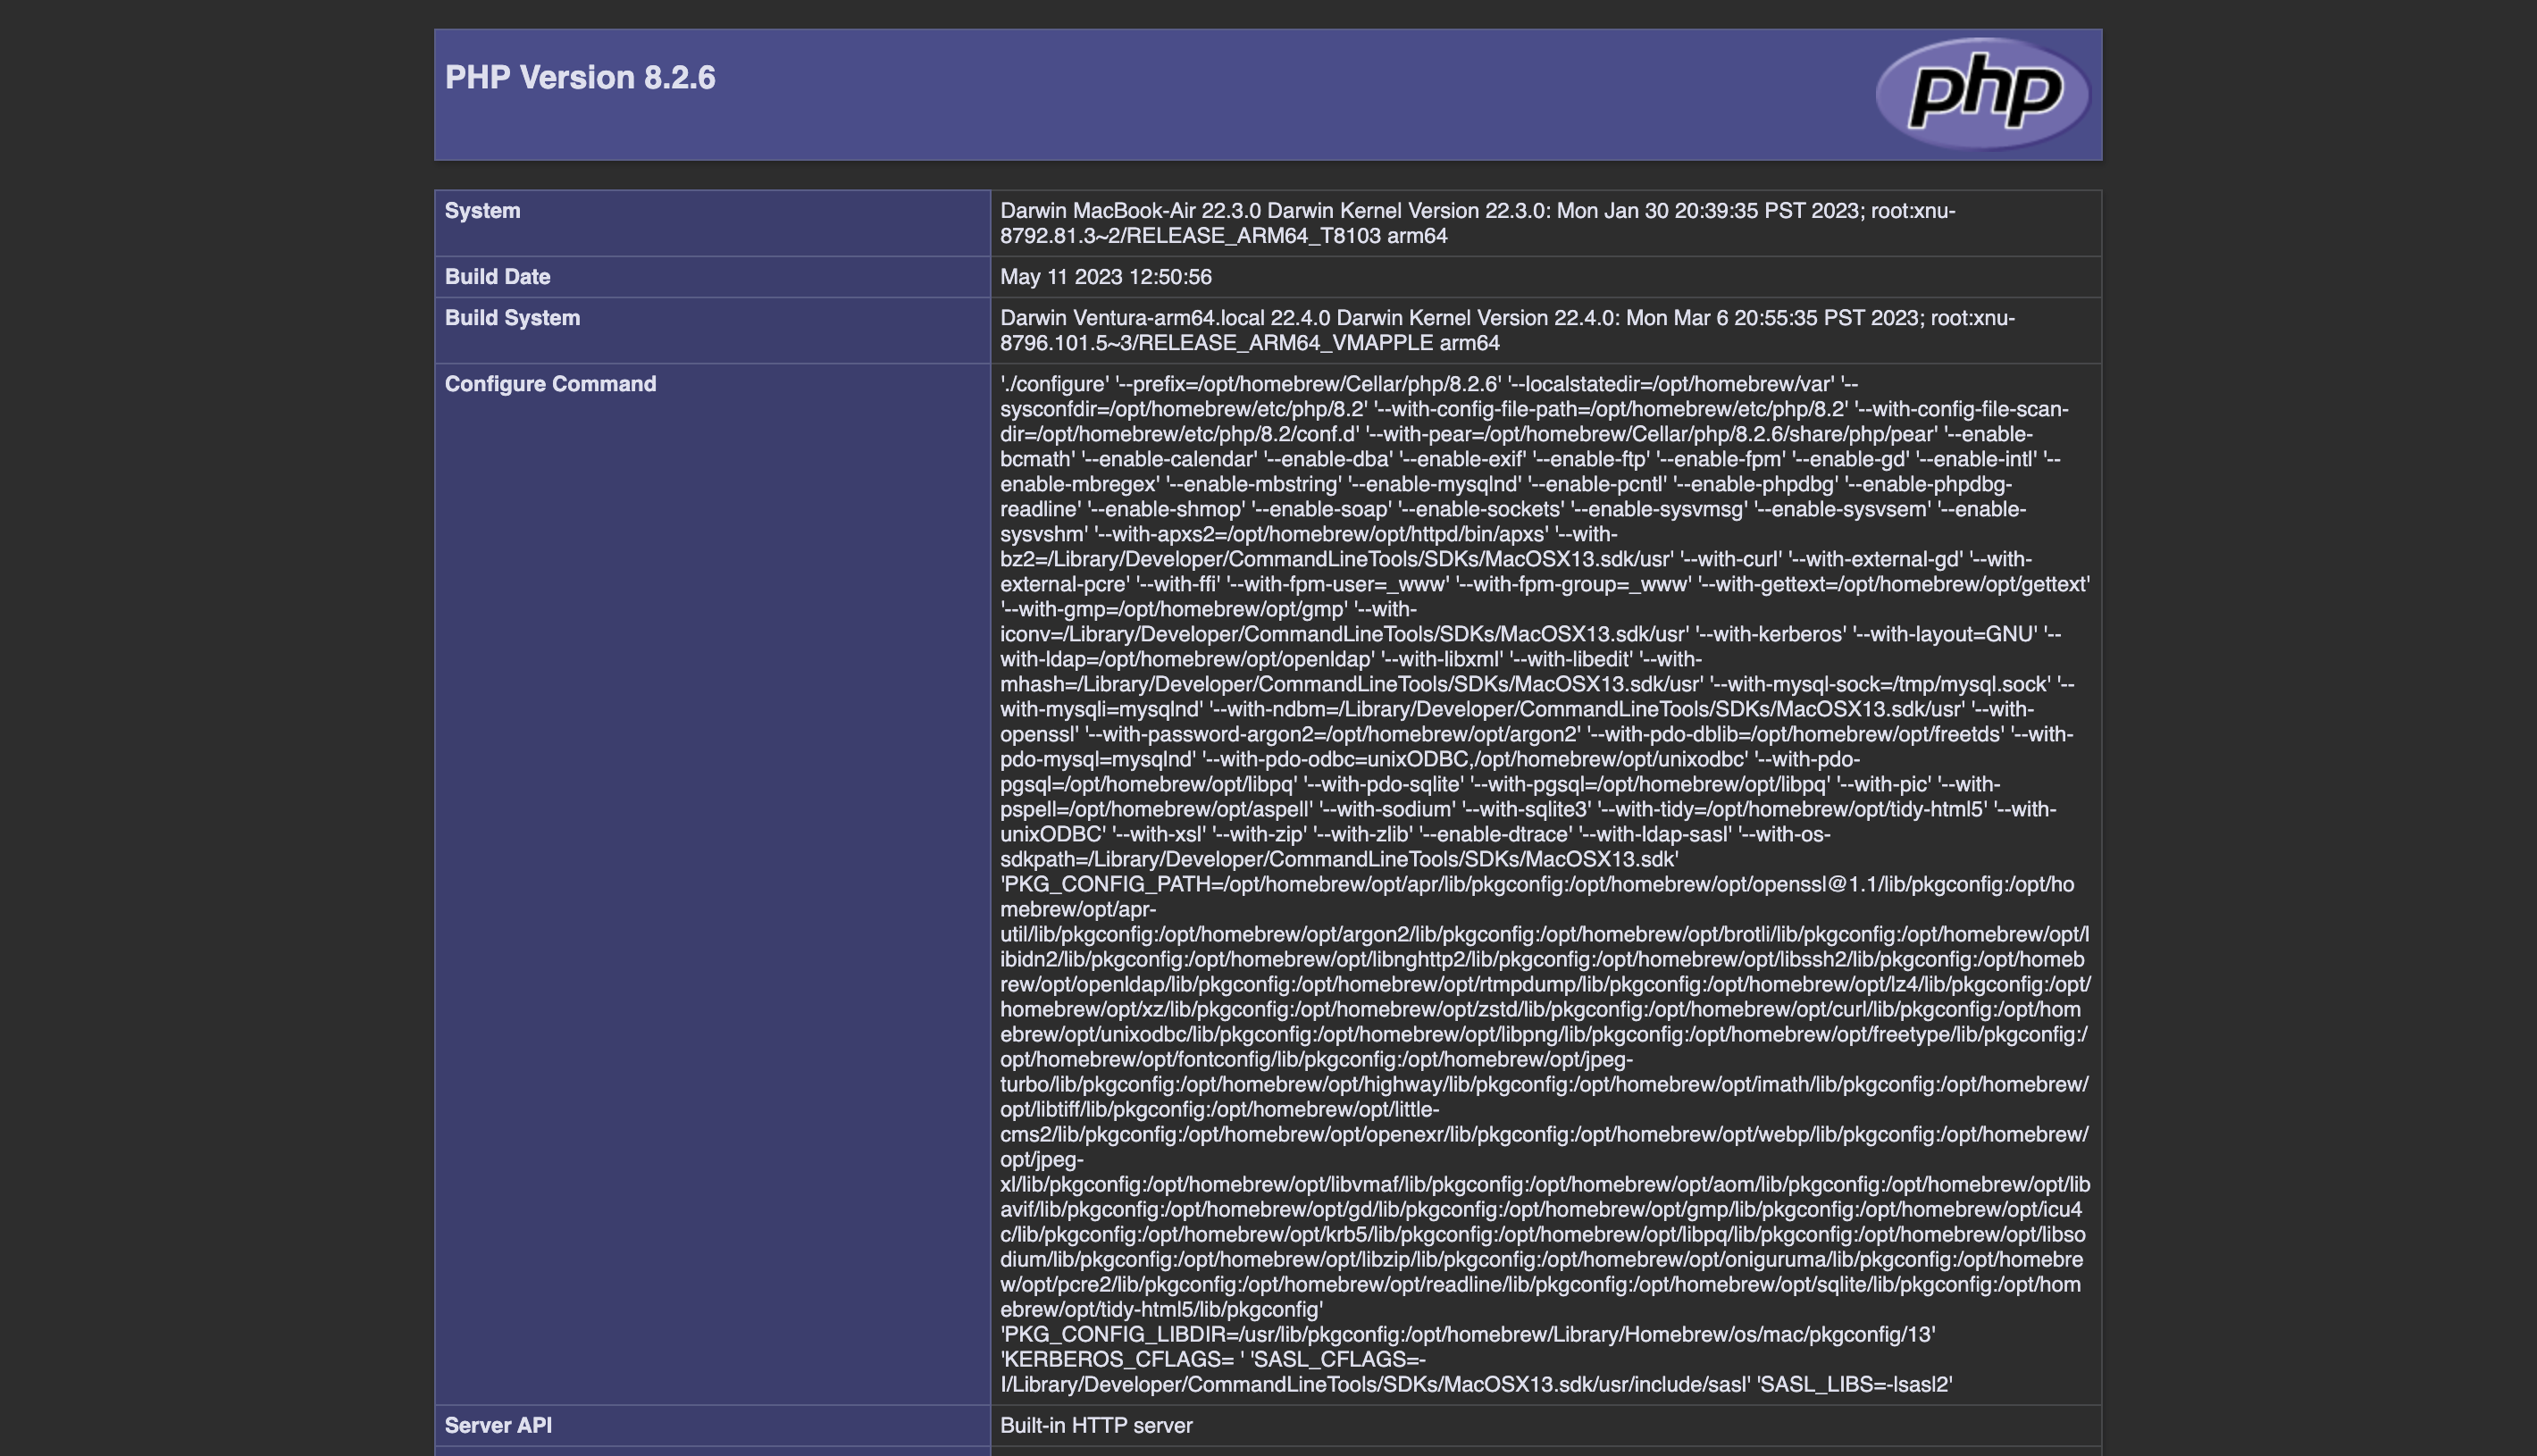 PHP Version 8.2.6
php
System
Darwin MacBook-Air 22.3.0 Darwin Kernel Version 22.3.0: Mon Jan 30 20:39:35 PST 2023; root:xnu-
8792.81.3~2/RELEASE_ARM64_T8103 arm64
Build Date
May 11 2023 12:50:56
Build System
Darwin Ventura-arm64.local 22.4.0 Darwin Kernel Version 22.4.0: Mon Mar 6 20:55:35 PST 2023; root:xnu-
8796.101.5~3/RELEASE_ARM64_VMAPPLE arm64
Configure Command
'./configure' '--prefix=/opt/homebrew/Cellar/php/8.2.6' '--localstatedir=/opt/homebrew/var' '--
sysconfdir=/opt/homebrew/etc/php/8.2' '--with-config-file-path=/opt/homebrew/etc/php/8.2' '--with-config-file-scan-
dir=/opt/homebrew/etc/php/8.2/conf.d' '--with-pear=/opt/homebrew/Cellar/php/8.2.6/share/php/pear' '--enable-
bcmath' '--enable-calendar' '--enable-dba' '--enable-exif' '--enable-ftp' '--enable-fpm' '--enable-gd' '--enable-intl' '--
enable-mbregex' '--enable-mbstring' '--enable-mysqlnd' '--enable-pcntl' '--enable-phpdbg' '--enable-phpdbg-
readline' '--enable-shmop' '--enable-soap' '--enable-sockets' '--enable-sysvmsg' '--enable-sysvsem' '--enable-
sysvshm' '--with-apxs2=/opt/homebrew/opt/httpd/bin/apxs' '--with-
bz2=/Library/Developer/CommandLineTools/SDKs/MacOSX13.sdk/usr' '--with-curl' '--with-external-gd' '--with-
external-pcre' '--with-ffi' '--with-fpm-user=_www' '--with-fpm-group=_www' '--with-gettext=/opt/homebrew/opt/gettext'
'--with-gmp=/opt/homebrew/opt/gmp' '--with-
iconv=/Library/Developer/CommandLineTools/SDKs/MacOSX13.sdk/usr' '--with-kerberos' '--with-layout=GNU' '--
with-ldap=/opt/homebrew/opt/openldap' '--with-libxml' '--with-libedit' '--with-
mhash=/Library/Developer/CommandLineTools/SDKs/MacOSX13.sdk/usr' '--with-mysql-sock=/tmp/mysql.sock' '--
with-mysqli=mysqlnd' '--with-ndbm=/Library/Developer/CommandLineTools/SDKs/MacOSX13.sdk/usr' '--with-
openssl' '--with-password-argon2=/opt/homebrew/opt/argon2' '--with-pdo-dblib=/opt/homebrew/opt/freetds' '--with-
pdo-mysql=mysqlnd' '--with-pdo-odbc=unixODBC,/opt/homebrew/opt/unixodbc' '--with-pdo-
pgsql=/opt/homebrew/opt/libpq' '--with-pdo-sqlite' '--with-pgsql=/opt/homebrew/opt/libpq' '--with-pic' '--with-
pspell=/opt/homebrew/opt/aspell' '--with-sodium' '--with-sqlite3' '--with-tidy=/opt/homebrew/opt/tidy-html5' '--with-
unixODBC' '--with-xsl' '--with-zip' '--with-zlib' '--enable-dtrace' '--with-ldap-sasl' '--with-os-
sdkpath=/Library/Developer/CommandLineTools/SDKs/MacOSX13.sdk'
'PKG_CONFIG_PATH=/opt/homebrew/opt/apr/lib/pkgconfig:/opt/homebrew/opt/openssl@1.1/lib/pkgconfig:/opt/ho
mebrew/opt/apr-
util/lib/pkgconfig:/opt/homebrew/opt/argon2/lib/pkgconfig:/opt/homebrew/opt/brotli/lib/pkgconfig:/opt/homebrew/opt/l
ibidn2/lib/pkgconfig:/opt/homebrew/opt/libnghttp2/lib/pkgconfig:/opt/homebrew/opt/libssh2/lib/pkgconfig:/opt/homeb
rew/opt/openldap/lib/pkgconfig:/opt/homebrew/opt/rtmpdump/lib/pkgconfig:/opt/homebrew/opt/lz4/lib/pkgconfig:/opt/
homebrew/opt/xz/lib/pkgconfig:/opt/homebrew/opt/zstd/lib/pkgconfig:/opt/homebrew/opt/curl/lib/pkgconfig:/opt/hom
ebrew/opt/unixodbc/lib/pkgconfig:/opt/homebrew/opt/libpng/lib/pkgconfig:/opt/homebrew/opt/freetype/lib/pkgconfig:/
opt/homebrew/opt/fontconfig/lib/pkgconfig:/opt/homebrew/opt/jpeg-
turbo/lib/pkgconfig:/opt/homebrew/opt/highway/lib/pkgconfig:/opt/homebrew/opt/imath/lib/pkgconfig:/opt/homebrew/
opt/libtiff/lib/pkgconfig:/opt/homebrew/opt/little-
cms2/lib/pkgconfig:/opt/homebrew/opt/openexr/lib/pkgconfig:/opt/homebrew/opt/webp/lib/pkgconfig:/opt/homebrew/
opt/jpeg-
xl/lib/pkgconfig:/opt/homebrew/opt/libvmaf/lib/pkgconfig:/opt/homebrew/opt/aom/lib/pkgconfig:/opt/homebrew/opt/lib
avif/lib/pkgconfig:/opt/homebrew/opt/gd/lib/pkgconfig:/opt/homebrew/opt/gmp/lib/pkgconfig:/opt/homebrew/opt/icu4
c/lib/pkgconfig:/opt/homebrew/opt/krb5/lib/pkgconfig:/opt/homebrew/opt/libpq/lib/pkgconfig:/opt/homebrew/opt/libso
dium/lib/pkgconfig:/opt/homebrew/opt/libzip/lib/pkgconfig:/opt/homebrew/opt/oniguruma/lib/pkgconfig:/opt/homebre
w/opt/pcre2/lib/pkgconfig:/opt/homebrew/opt/readline/lib/pkgconfig:/opt/homebrew/opt/sqlite/lib/pkgconfig:/opt/hom
ebrew/opt/tidy-html5/lib/pkgconfig'
'PKG_CONFIG_LIBDIR=/usr/lib/pkgconfig:/opt/homebrew/Library/Homebrew/os/mac/pkgconfig/13'
'KERBEROS_CFLAGS= ' 'SASL_CFLAGS=-
I/Library/Developer/CommandLineTools/SDKs/MacOSX13.sdk/usr/include/sasl' 'SASL_LIBS=-lsasl2'
Server API
Built-in HTTP server